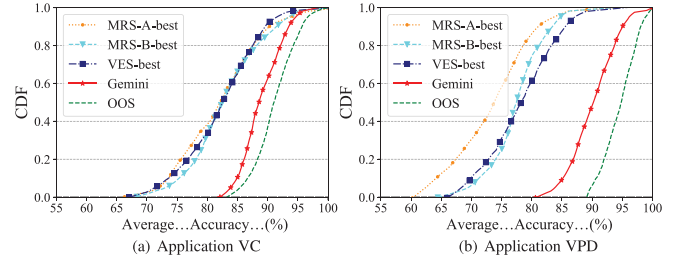 1.0
0.8
0.6
0.4
0.2
0.0
CDF
MRS-A-best
MRS-B-best
VES-best
Gemini
OOS
55 60 65 70 75 80 85 90 95 100
Average...Accuracy...(%)
(a) Application VC
1.0
0.8
0.6
0.4
0.2
0.0
CDF
MRS-A-best
MRS-B-best
VES-best
Gemini
OOS
55 60 65 70 75 80 85 90 95 100
Average...Accuracy...(%)
(b) Application VPD